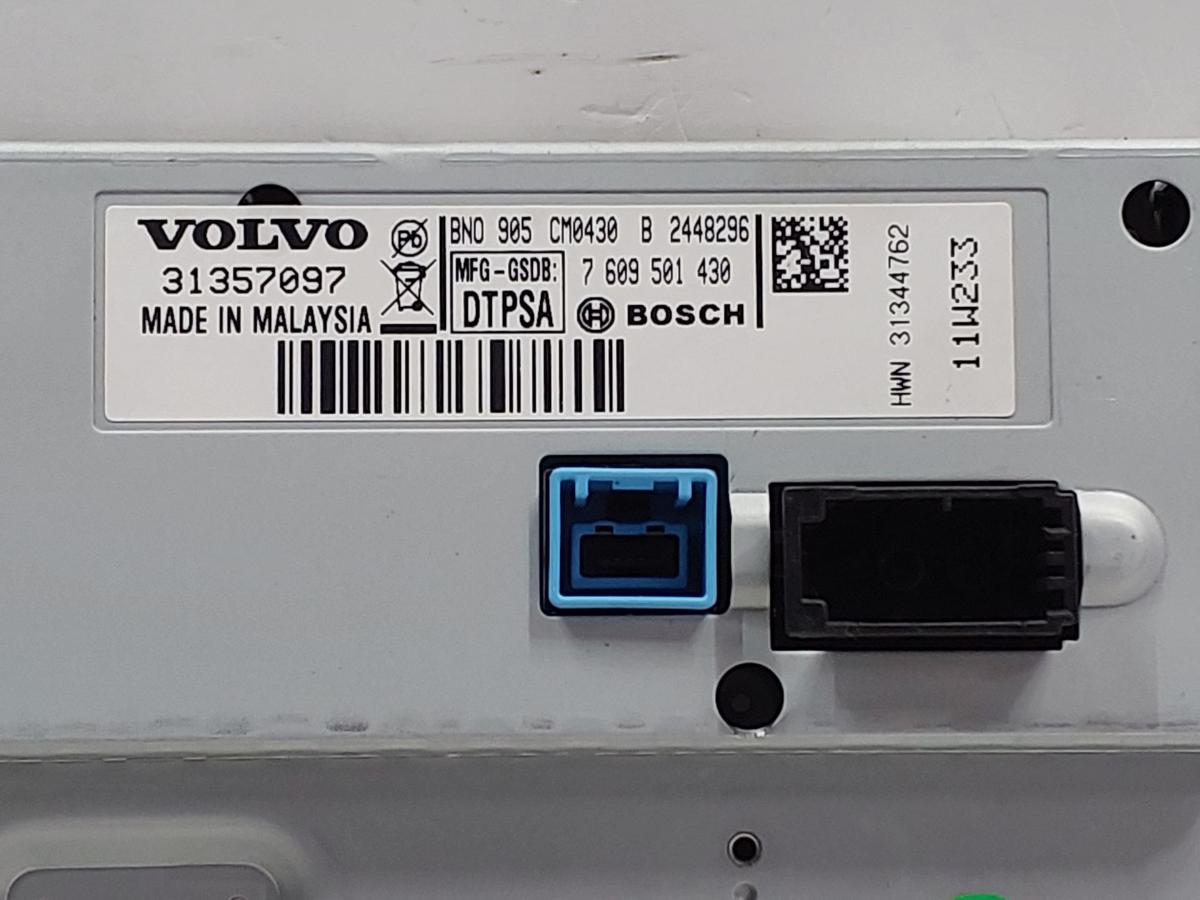 VOLVO
31357097
MADE IN MALAYSIA
Pb
BNO 905 CM0430 B 2448296
MFG-GSDB:
DTPSA
7 609 501 430
BOSCH
HWN 31344762
11W233